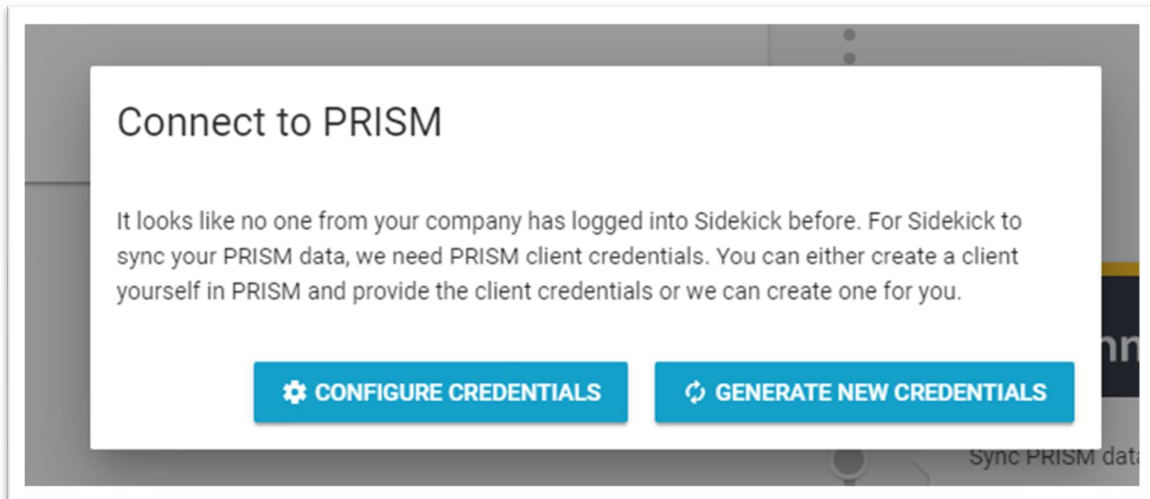 Connect to PRISM
It looks like no one from your company has logged into Sidekick before. For Sidekick to
sync your PRISM data, we need PRISM client credentials. You can either create a client
yourself in PRISM and provide the client credentials or we can create one for you.
CONFIGURE CREDENTIALS
GENERATE NEW CREDENTIALS
Sync PRISM data